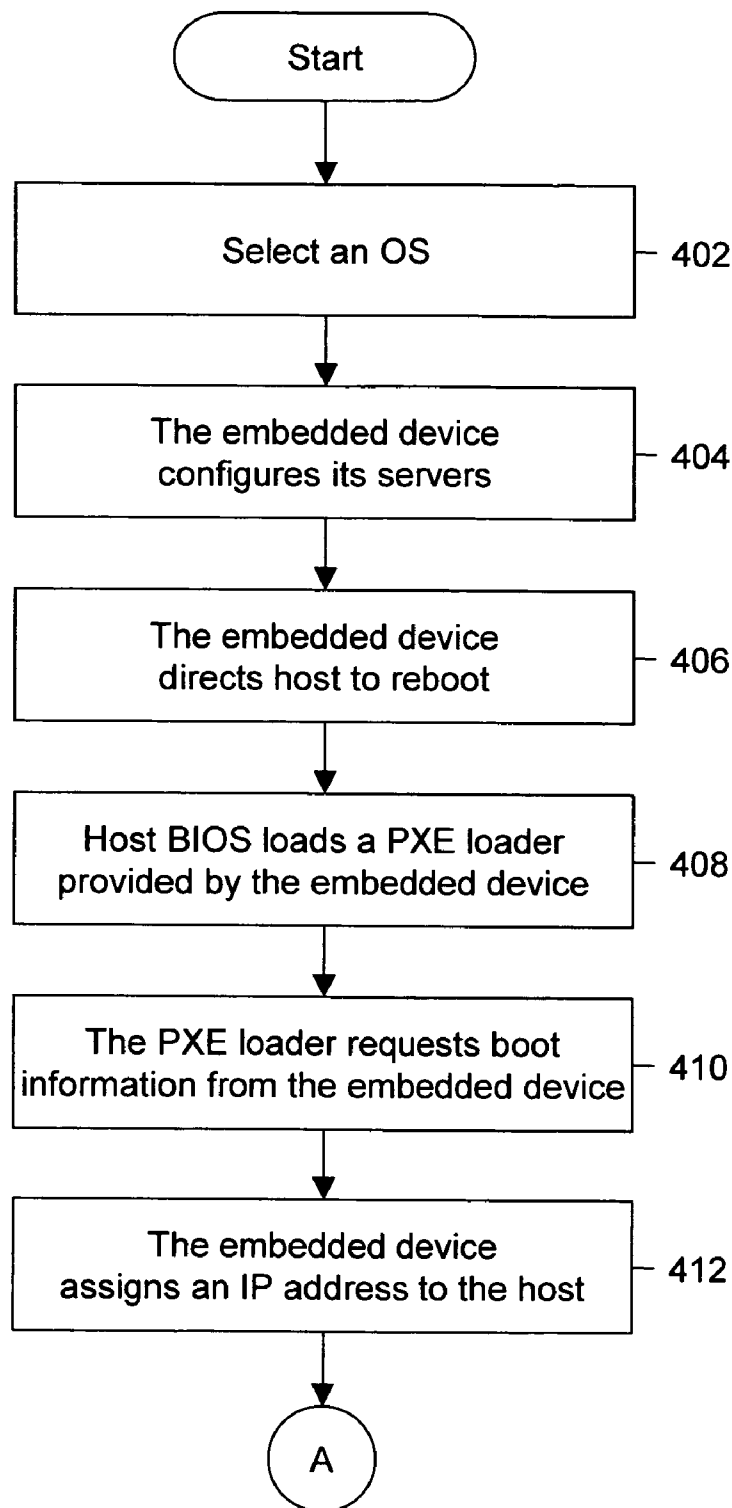 Start
Select an OS
402
The embedded device
configures its servers
404
The embedded device
directs host to reboot
406
Host BIOS loads a PXE loader
provided by the embedded device
408
The PXE loader requests boot
information from the embedded device
410
The embedded device
assigns an IP address to the host
412
A